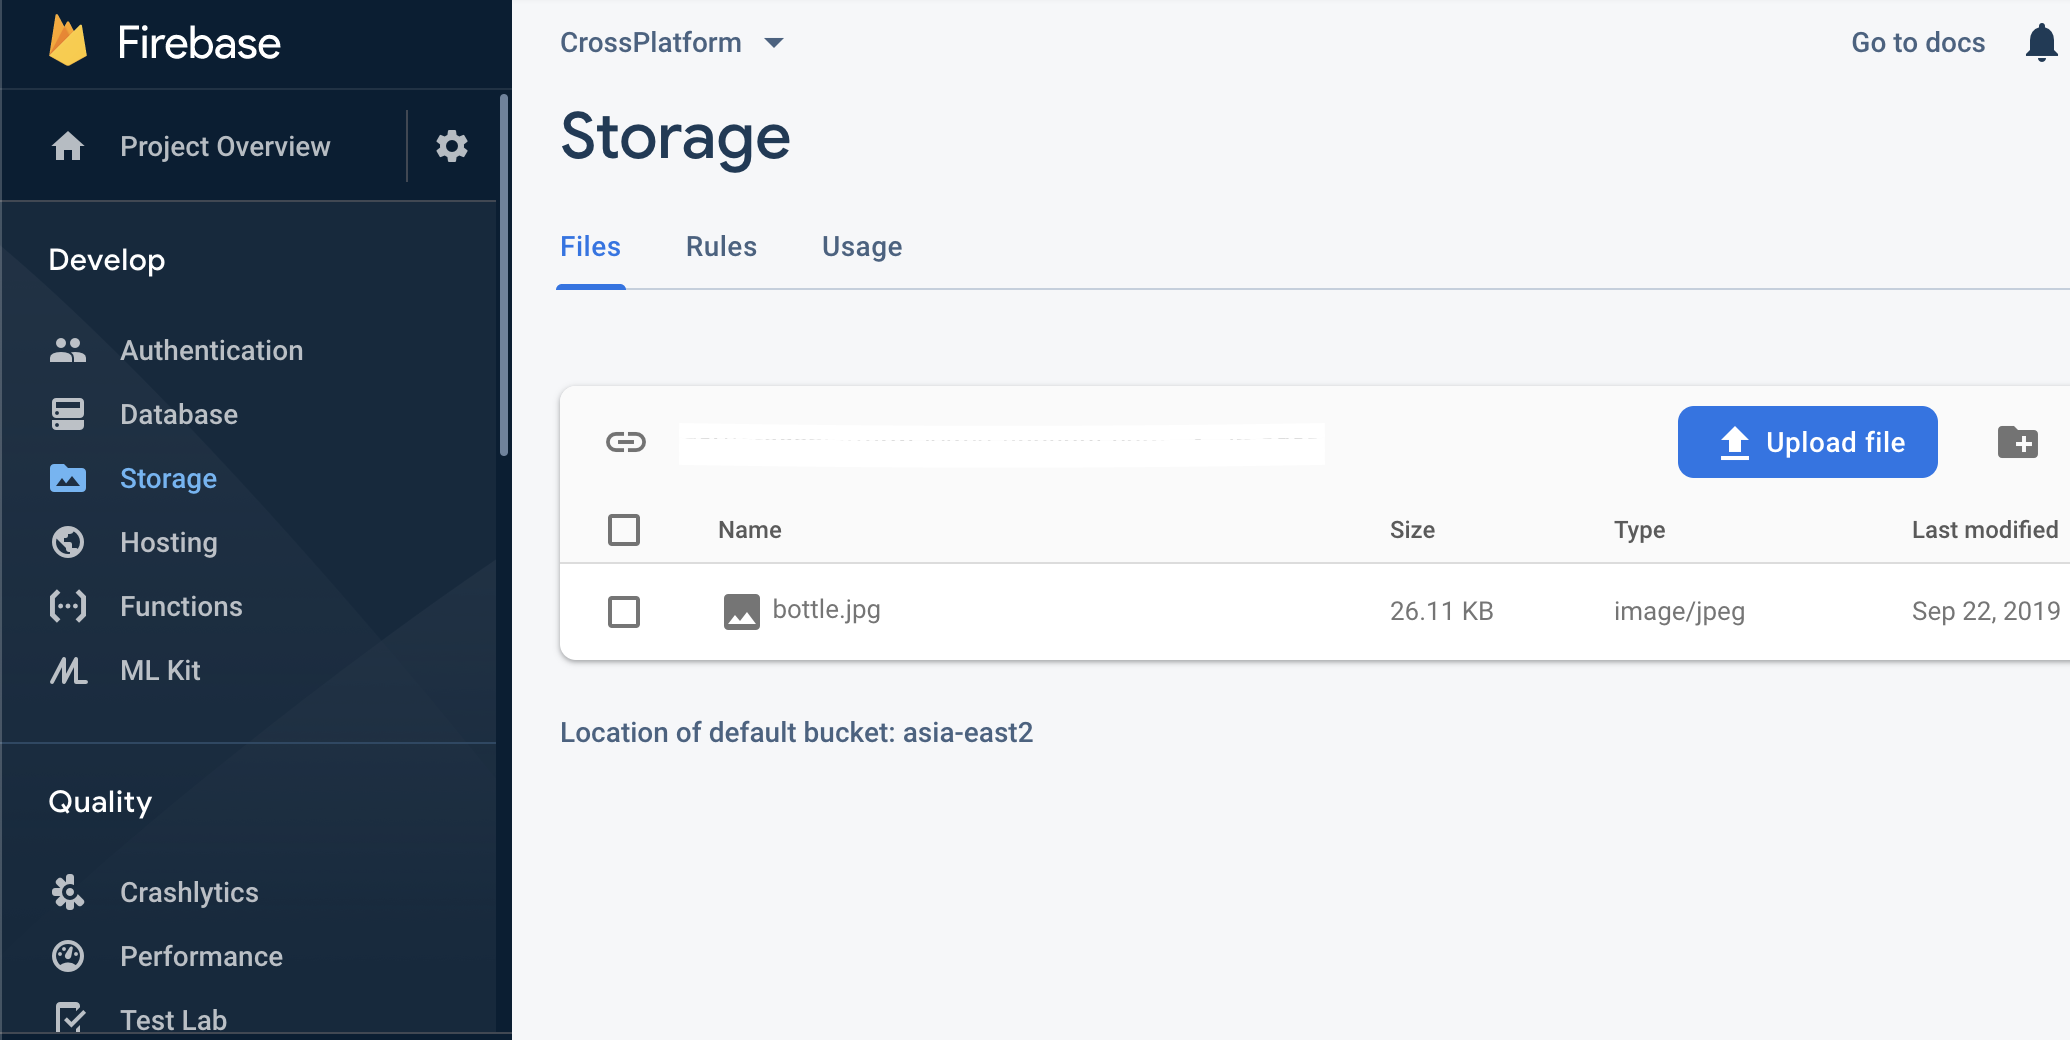 Firebase
Project Overview
Develop
Authentication
Database
Storage
Hosting
Functions
ML Kit
Quality
Crashlytics
Performance
Test Lab
CrossPlatform
Go to docs
Storage
Files Rules Usage
Upload file
Name Size Type Last modified
bottle.jpg 26.11 KB image/jpeg Sep 22, 2019
Location of default bucket: asia-east2